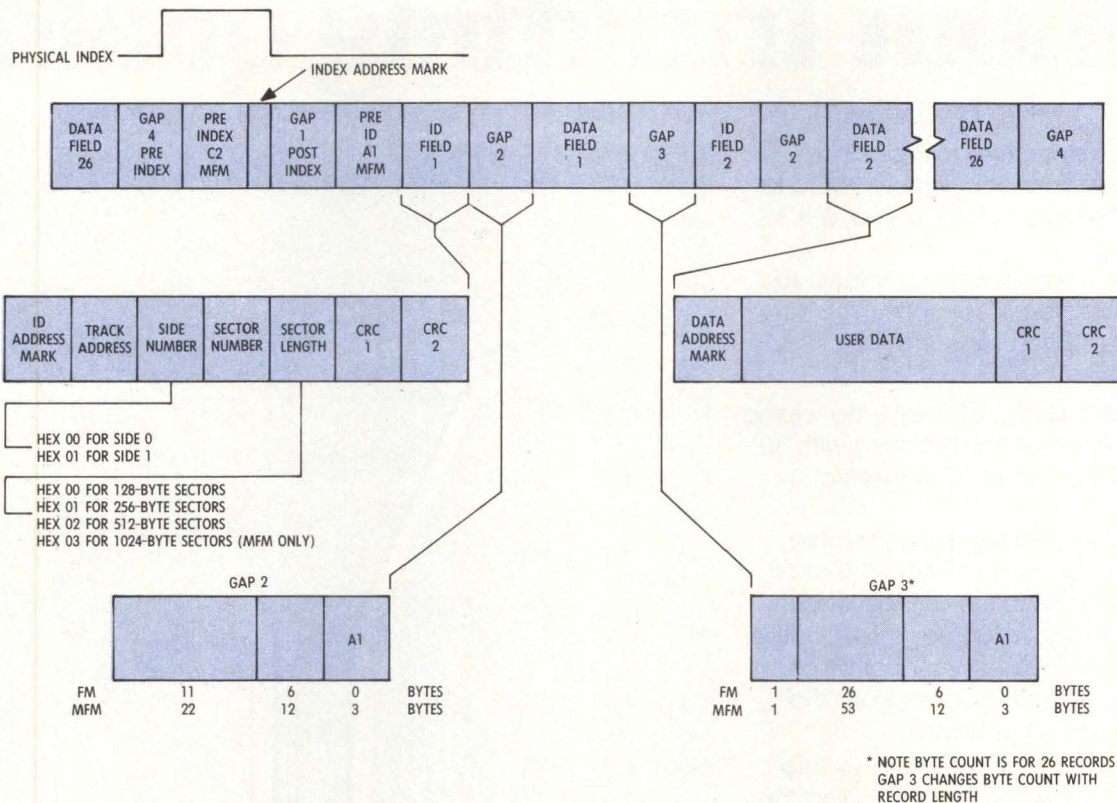 PHYSICAL INDEX
INDEX ADDRESS MARK
DATA FIELD 26
GAP 4 PRE INDEX
PRE INDEX C2 MFM
GAP 1 POST INDEX
PRE ID A1 MFM
ID FIELD 1
GAP 2
DATA FIELD 1
GAP 3
ID FIELD 2
GAP 2
DATA FIELD 2
DATA FIELD 26
GAP 4
ID ADDRESS MARK
TRACK ADDRESS
SIDE NUMBER
SECTOR NUMBER
SECTOR LENGTH
CRC 1
CRC 2
DATA ADDRESS MARK
USER DATA
CRC 1
CRC 2
HEX 00 FOR SIDE 0
HEX 01 FOR SIDE 1
HEX 00 FOR 128-BYTE SECTORS
HEX 01 FOR 256-BYTE SECTORS
HEX 02 FOR 512-BYTE SECTORS
HEX 03 FOR 1024-BYTE SECTORS (MFM ONLY)
GAP 2
A1
FM 11 6 0 BYTES
MFM 22 12 3 BYTES
GAP 3*
A1
FM 1 26 6 0 BYTES
MFM 1 53 12 3 BYTES
* NOTE BYTE COUNT IS FOR 26 RECORDS
GAP 3 CHANGES BYTE COUNT WITH
RECORD LENGTH